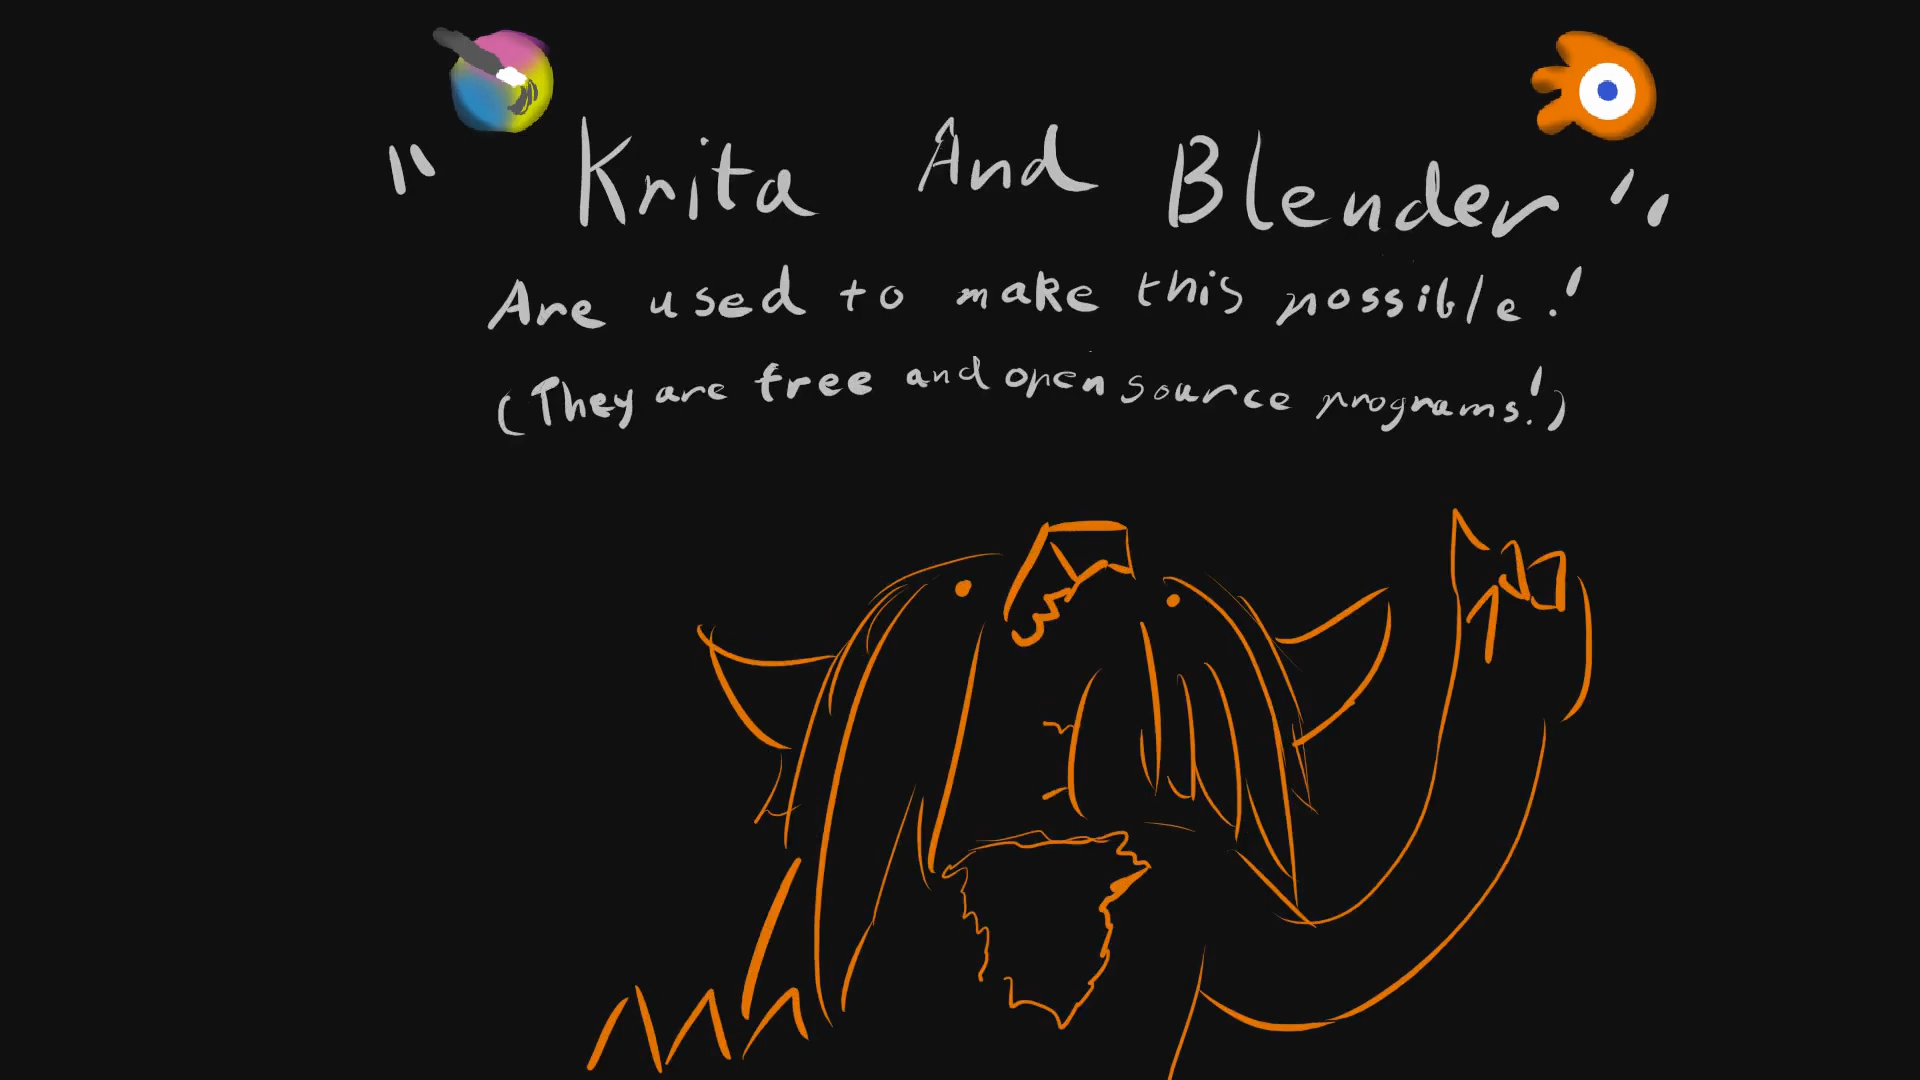 "Krita And Blender"
Are used to make this possible!
(They are free and open source programs!)